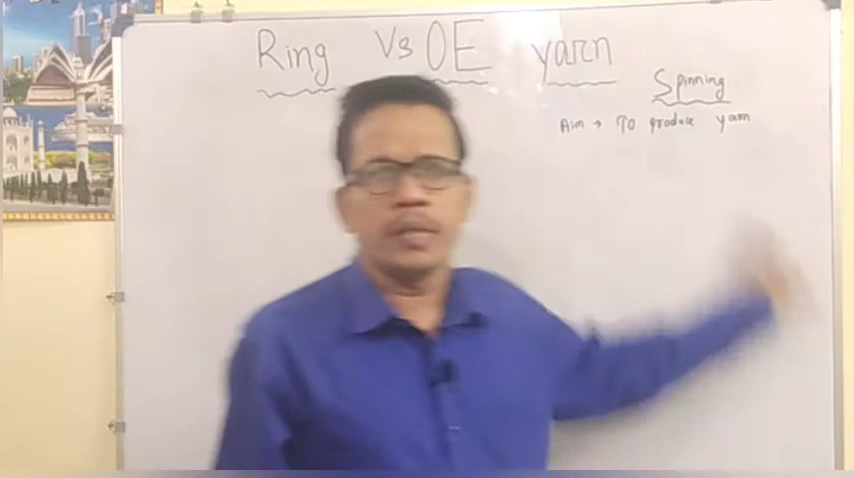 Ring Vs OE yarn
Spinning
Aim → To produce yarn